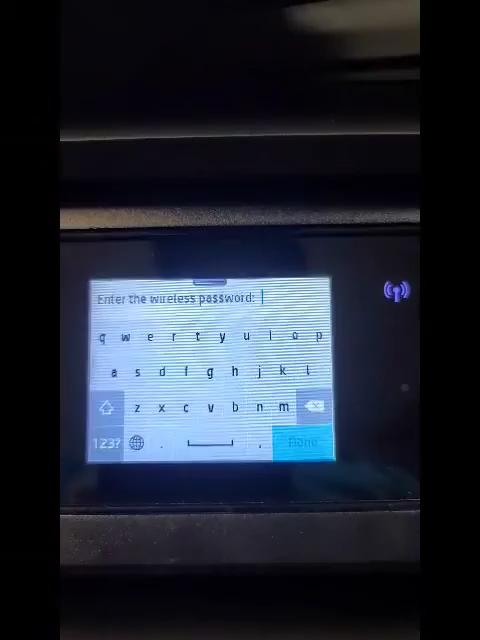 Enter the wireless password:
q w e r t y u i o p
a s d f g h j k l
z x c v b n m
123? . , Done